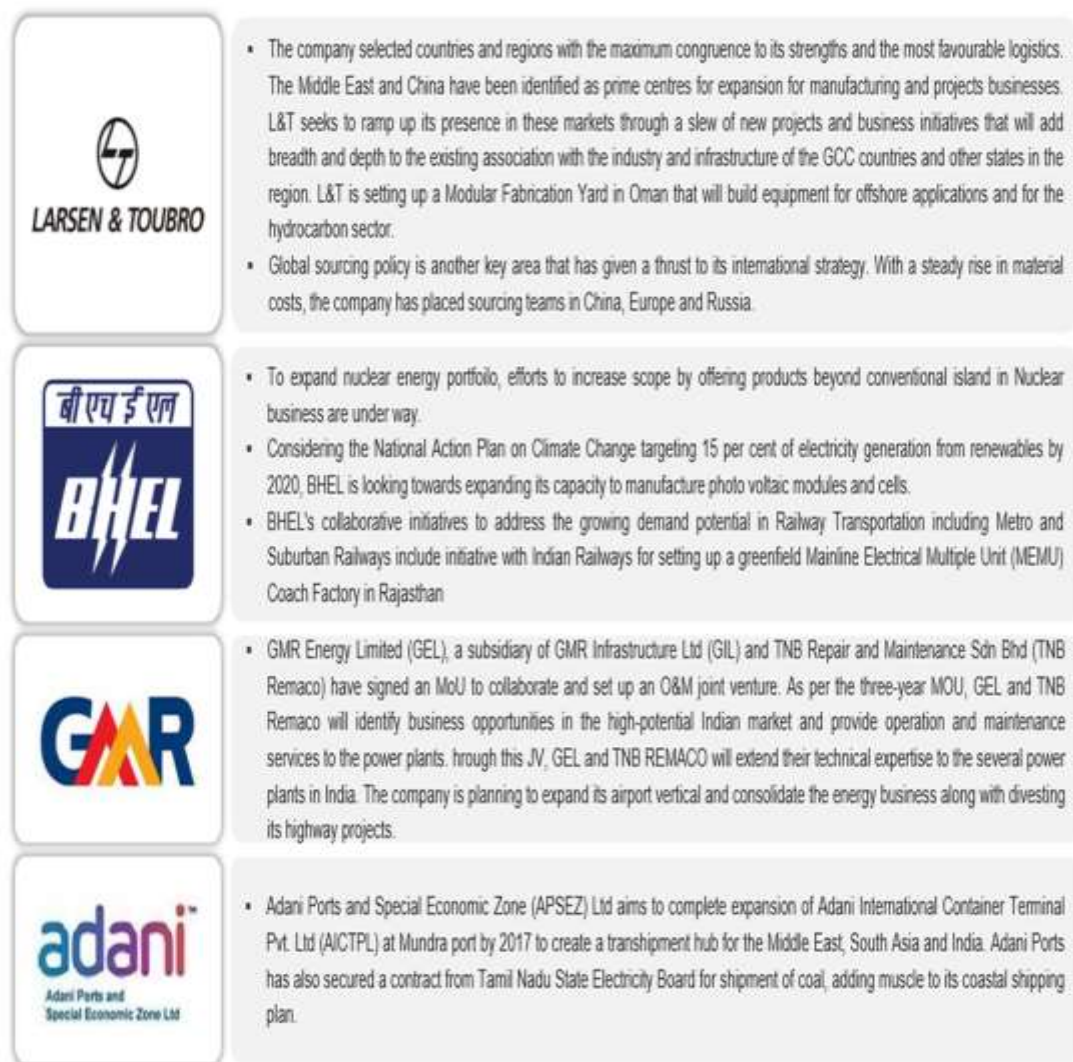 LARSEN & TOUBRO
▪ The company selected countries and regions with the maximum congruence to its strengths and the most favourable logistics.
The Middle East and China have been identified as prime centres for expansion for manufacturing and projects businesses.
L&T seeks to ramp up its presence in these markets through a slew of new projects and business initiatives that will add
breadth and depth to the existing association with the industry and infrastructure of the GCC countries and other states in the
region. L&T is setting up a Modular Fabrication Yard in Oman that will build equipment for offshore applications and for the
hydrocarbon sector.
▪ Global sourcing policy is another key area that has given a thrust to its international strategy. With a steady rise in material
costs, the company has placed sourcing teams in China, Europe and Russia.
बी एच ई एल
BHEL
▪ To expand nuclear energy portfoilo, efforts to increase scope by offering products beyond conventional island in Nuclear
business are under way.
▪ Considering the National Action Plan on Climate Change targeting 15 per cent of electricity generation from renewables by
2020, BHEL is looking towards expanding its capacity to manufacture photo voltaic modules and cells.
▪ BHEL's collaborative initiatives to address the growing demand potential in Railway Transportation including Metro and
Suburban Railways include initiative with Indian Railways for setting up a greenfield Mainline Electrical Multiple Unit (MEMU)
Coach Factory in Rajasthan
GMR
▪ GMR Energy Limited (GEL), a subsidiary of GMR Infrastructure Ltd (GIL) and TNB Repair and Maintenance Sdn Bhd (TNB
Remaco) have signed an MoU to collaborate and set up an O&M joint venture. As per the three-year MOU, GEL and TNB
Remaco will identify business opportunities in the high-potential Indian market and provide operation and maintenance
services to the power plants. hrough this JV, GEL and TNB REMACO will extend their technical expertise to the several power
plants in India. The company is planning to expand its airport vertical and consolidate the energy business along with divesting
its highway projects.
adani™
Adani Ports and
Special Economic Zone Ltd
▪ Adani Ports and Special Economic Zone (APSEZ) Ltd aims to complete expansion of Adani International Container Terminal
Pvt. Ltd (AICTPL) at Mundra port by 2017 to create a transhipment hub for the Middle East, South Asia and India. Adani Ports
has also secured a contract from Tamil Nadu State Electricity Board for shipment of coal, adding muscle to its coastal shipping
plan.